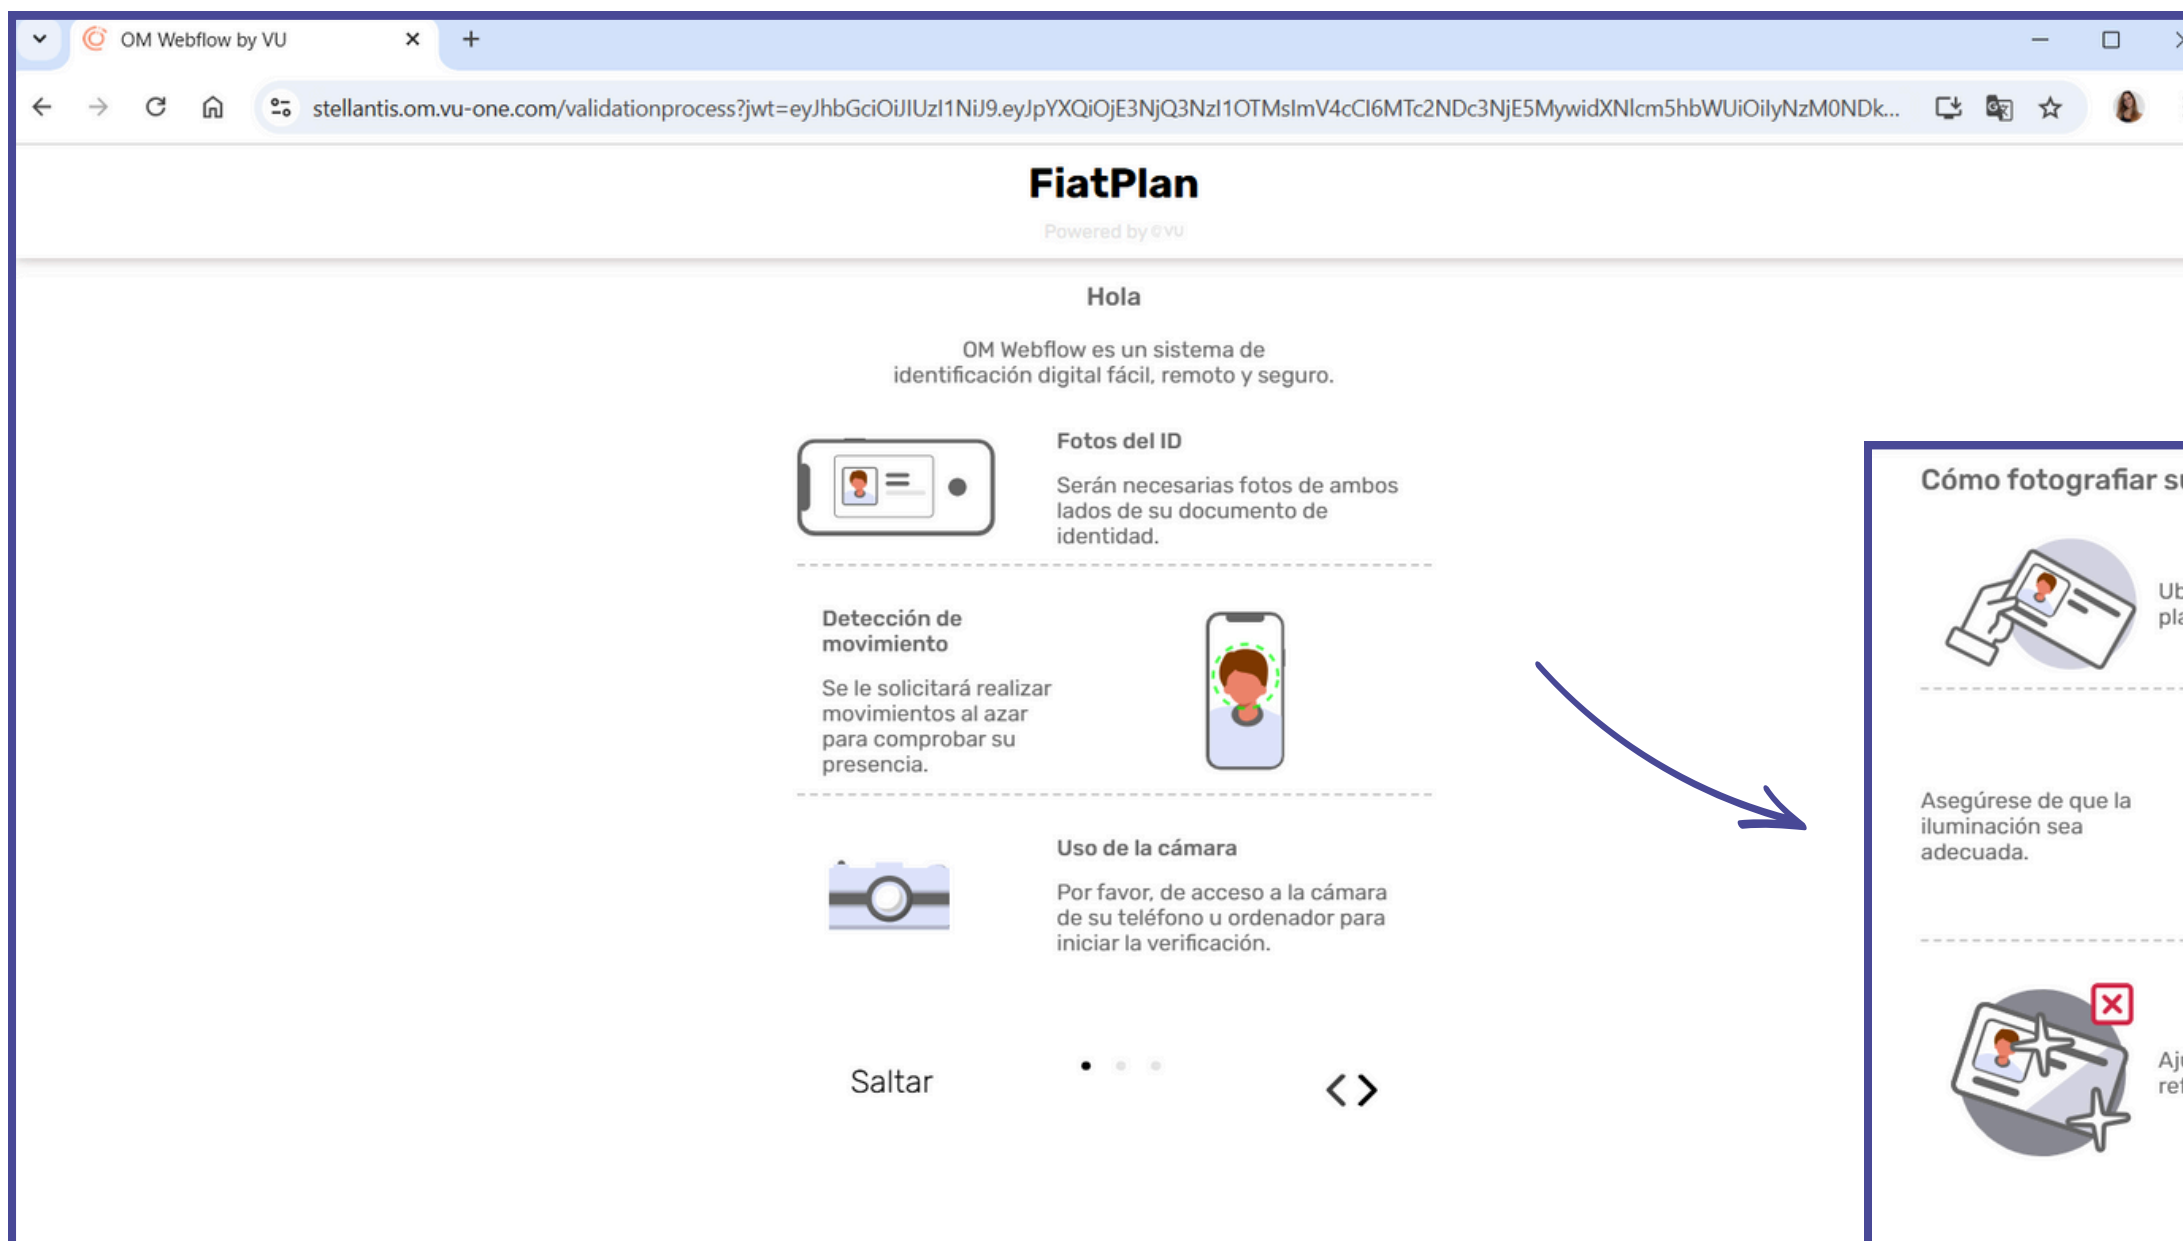 OM Webflow by VU
stellantis.om.vu-one.com/validationprocess?jwt=eyJhbGciOiJIUzI1NiJ9.eyJpYXQiOjE3NjQ3NzI1OTMsImV4cCI6MTc2NDc3NjE5MywidXNlcm5hbWUiOiIyNzM0NDk...
FiatPlan
Powered by VU
Hola
OM Webflow es un sistema de
identificación digital fácil, remoto y seguro.
Fotos del ID
Serán necesarias fotos de ambos
lados de su documento de
identidad.
Detección de
movimiento
Se le solicitará realizar
movimientos al azar
para comprobar su
presencia.
Uso de la cámara
Por favor, de acceso a la cámara
de su teléfono u ordenador para
iniciar la verificación.
Saltar
Cómo fotografiar
Asegúrese de que la
iluminación sea
adecuada.